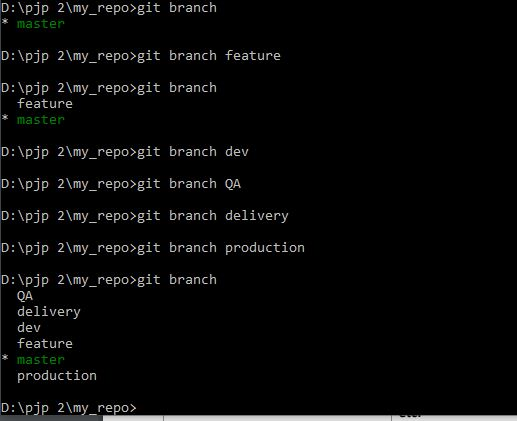 D:\pjp 2\my_repo>git branch
* master
D:\pjp 2\my_repo>git branch feature
D:\pjp 2\my_repo>git branch
feature
* master
D:\pjp 2\my_repo>git branch dev
D:\pjp 2\my_repo>git branch QA
D:\pjp 2\my_repo>git branch delivery
D:\pjp 2\my_repo>git branch production
D:\pjp 2\my_repo>git branch
QA
delivery
dev
feature
* master
production
D:\pjp 2\my_repo>